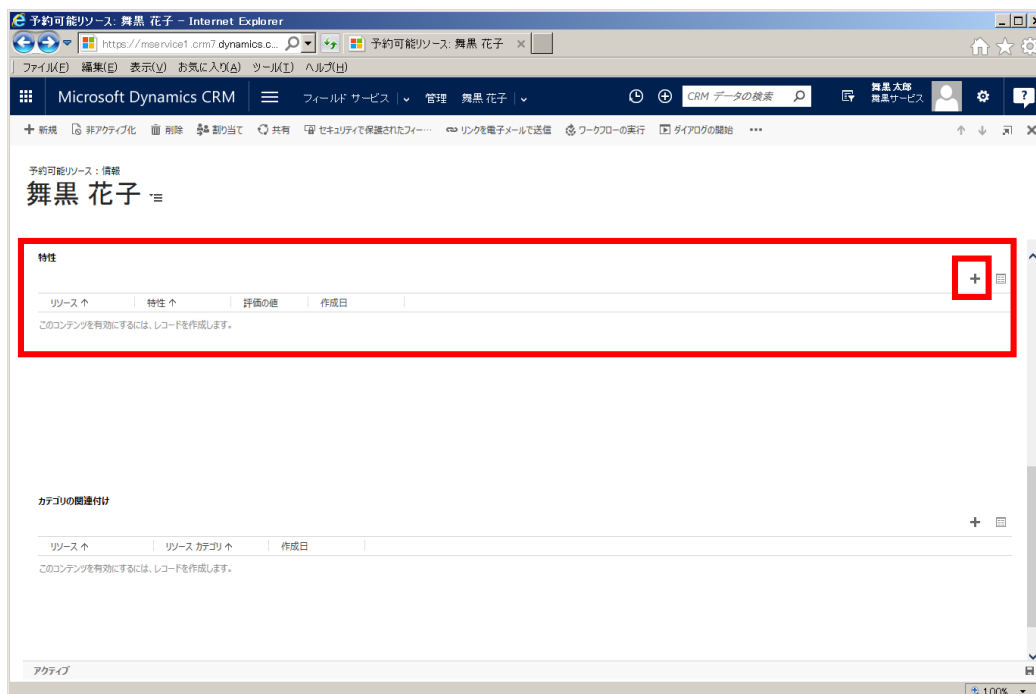 予約可能リソース: 舞黒 花子 - Internet Explorer
https://mservice1.crm7.dynamics.c... 予約可能リソース: 舞黒 花子 ×
ファイル(F) 編集(E) 表示(V) お気に入り(A) ツール(T) ヘルプ(H)
Microsoft Dynamics CRM フィールド サービス 管理 舞黒 花子 CRM データの検索 舞黒 太郎
舞黒サービス
新規 非アクティブ化 削除 割り当て 共有 セキュリティで保護されたフィー… リンクを電子メールで送信 ワークフローの実行 ダイアログの開始 ...
予約可能リソース : 情報
舞黒 花子
特性
リソース ↑ 特性 ↑ 評価の値 作成日
このコンテンツを有効にするには、レコードを作成します。
カテゴリの関連付け
リソース ↑ リソース カテゴリ ↑ 作成日
このコンテンツを有効にするには、レコードを作成します。
アクティブ
100%